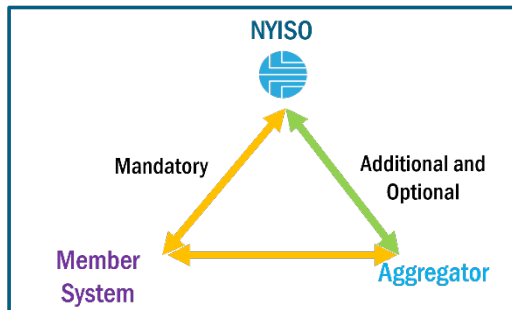 NYISO
Mandatory
Additional and
Optional
Member
System
Aggregator